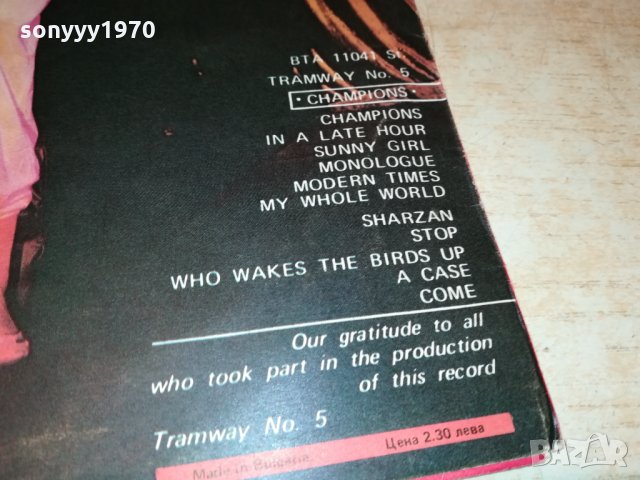 sonyyy1970
BTA 11041 St.
TRAMWAY No. 5
• CHAMPIONS •
CHAMPIONS
IN A LATE HOUR
SUNNY GIRL
MONOLOGUE
MODERN TIMES
MY WHOLE WORLD
SHARZAN
STOP
WHO WAKES THE BIRDS UP
A CASE
COME
Our gratitude to all
who took part in the production
of this record
Tramway No. 5
Made in Bulgaria
Цена 2.30 лева
BAZAR